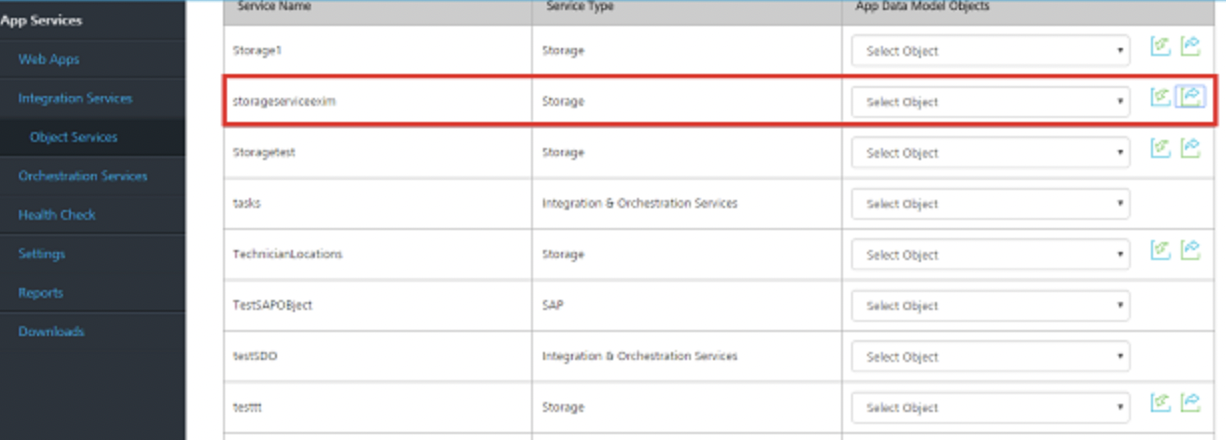 App Services
Web Apps
Integration Services
Object Services
Orchestration Services
Health Check
Settings
Reports
Downloads
Service Name Service Type App Data Model Objects
Storage1 Storage Select Object
storageserviceexim Storage Select Object
Storagetest Storage Select Object
tasks Integration & Orchestration Services Select Object
TechnicianLocations Storage Select Object
TestSAPOBject SAP Select Object
testSDO Integration & Orchestration Services Select Object
testtt Storage Select Object